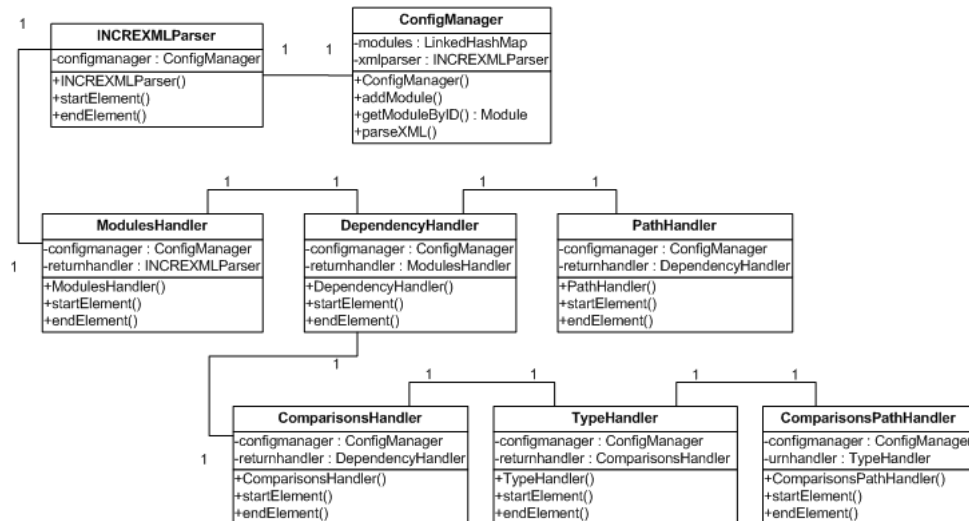 1
INCREXMLParser
-configmanager : ConfigManager
+INCREXMLParser()
+startElement()
+endElement()
1
1
ConfigManager
-modules : LinkedHashMap
-xmlparser : INCREXMLParser
+ConfigManager()
+addModule()
+getModuleByID() : Module
+parseXML()
1
1
1
1
1
ModulesHandler
-configmanager : ConfigManager
-returnhandler : INCREXMLParser
+ModulesHandler()
+startElement()
+endElement()
DependencyHandler
-configmanager : ConfigManager
-returnhandler : ModulesHandler
+DependencyHandler()
+startElement()
+endElement()
PathHandler
-configmanager : ConfigManager
-returnhandler : DependencyHandler
+PathHandler()
+startElement()
+endElement()
1
1
1
1
1
1
ComparisonsHandler
-configmanager : ConfigManager
-returnhandler : DependencyHandler
+ComparisonsHandler()
+startElement()
+endElement()
TypeHandler
-configmanager : ConfigManager
-returnhandler : ComparisonsHandler
+TypeHandler()
+startElement()
+endElement()
ComparisonsPathHandler
-configmanager : ConfigManager
-urnhandler : TypeHandler
+ComparisonsPathHandler()
+startElement()
+endElement()